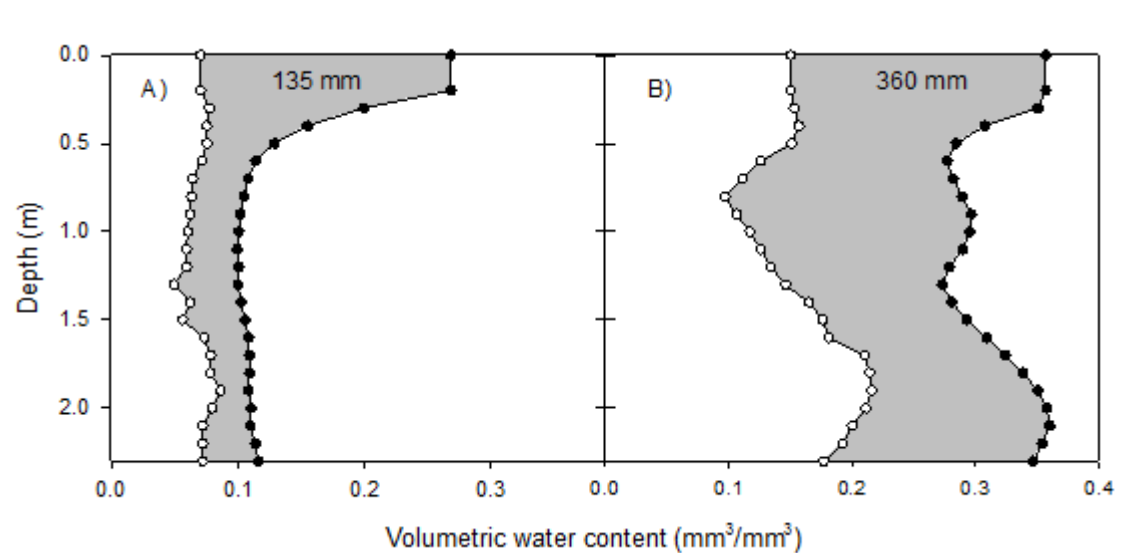 0.0
0.5
1.0
1.5
2.0
Depth (m)
A)
135 mm
B)
360 mm
0.0 0.1 0.2 0.3 0.0 0.1 0.2 0.3 0.4
Volumetric water content (mm³/mm³)